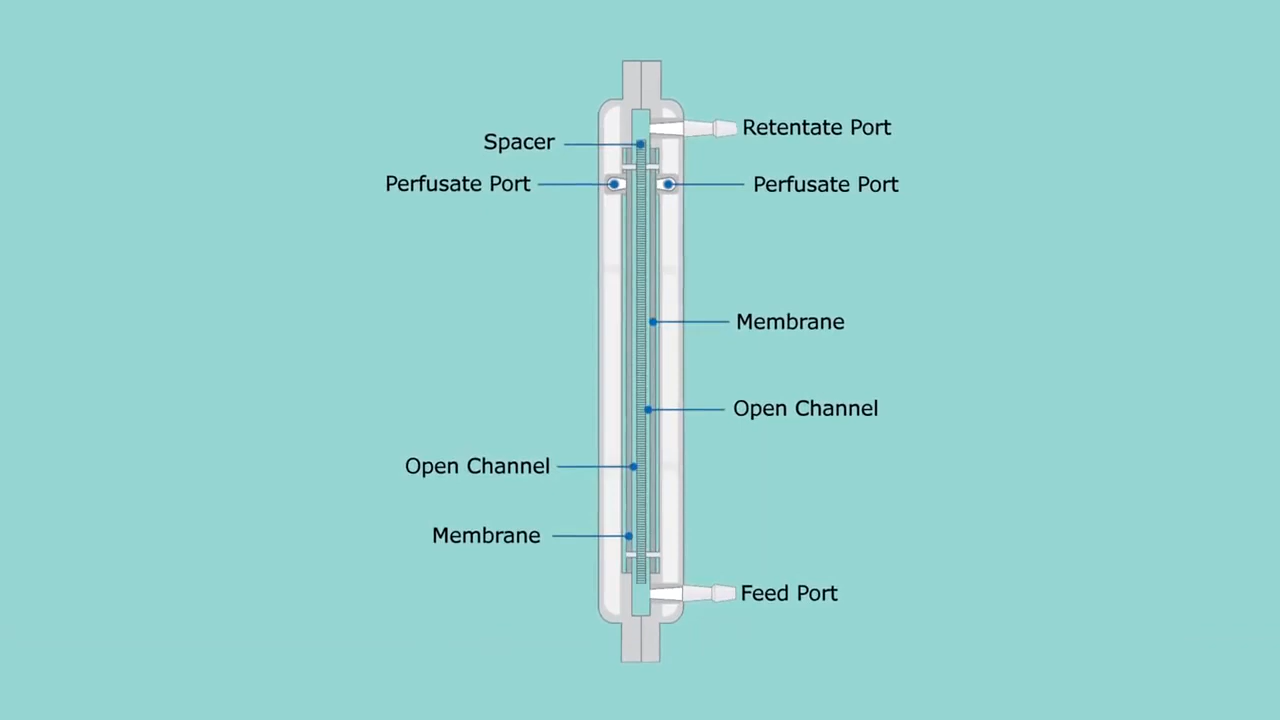 Retentate Port
Spacer
Perfusate Port
Perfusate Port
Membrane
Open Channel
Open Channel
Membrane
Feed Port